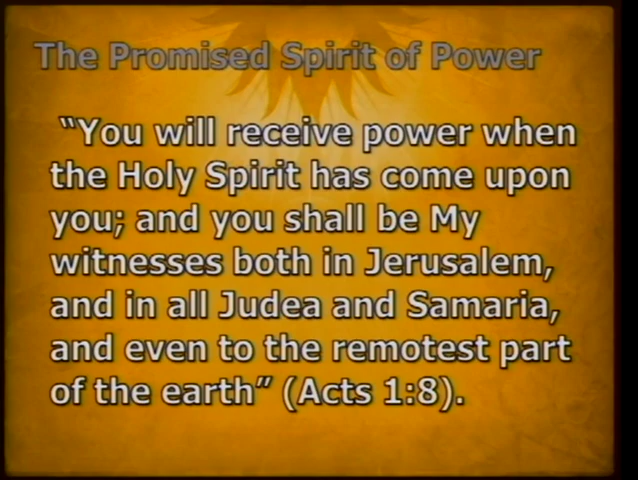 The Promised Spirit of Power
“You will receive power when
the Holy Spirit has come upon
you; and you shall be My
witnesses both in Jerusalem,
and in all Judea and Samaria,
and even to the remotest part
of the earth” (Acts 1:8).